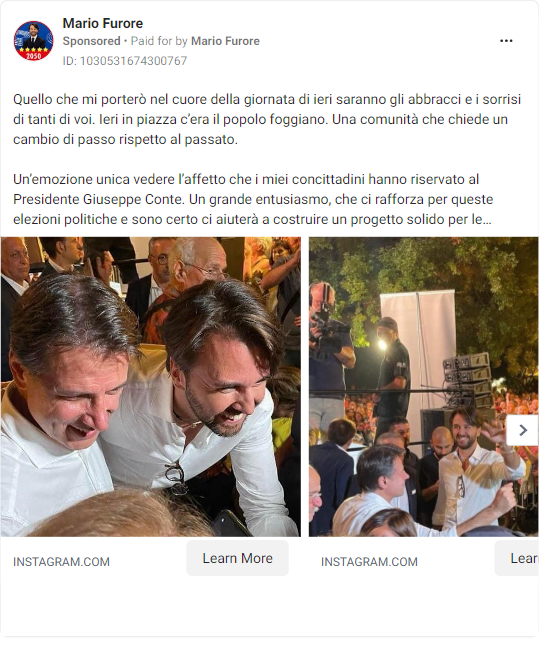 Mario Furore
Sponsored • Paid for by Mario Furore
ID: 1030531674300767
Quello che mi porterò nel cuore della giornata di ieri saranno gli abbracci e i sorrisi
di tanti di voi. Ieri in piazza c'era il popolo foggiano. Una comunità che chiede un
cambio di passo rispetto al passato.
Un'emozione unica vedere l'affetto che i miei concittadini hanno riservato al
Presidente Giuseppe Conte. Un grande entusiasmo, che ci rafforza per queste
elezioni politiche e sono certo ci aiuterà a costruire un progetto solido per le…
2050
INSTAGRAM.COM
Learn More
INSTAGRAM.COM
Lear